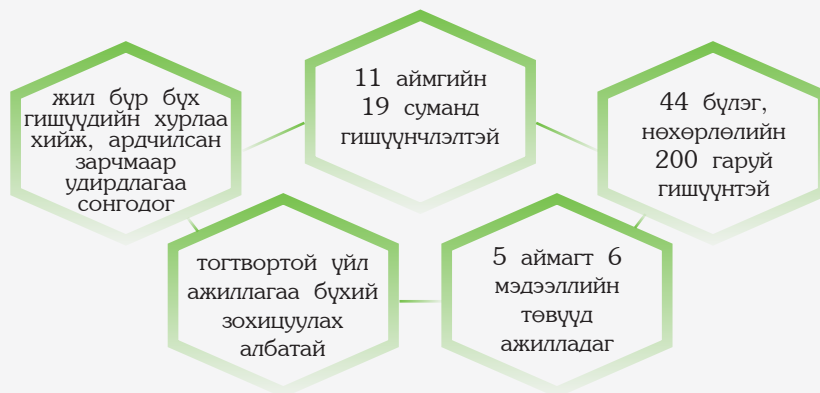 жил бүр бүх
гишүүдийн хурлаа
хийж, ардчилсан
зарчмаар
удирдлагаа
сонгодог
11 аймгийн
19 суманд
гишүүнчлэлтэй
44 бүлэг,
нөхөрлөлийн
200 гаруй
гишүүнтэй
тогтвортой үйл
ажиллагаа бүхий
зохицуулах
албатай
5 аймагт 6
мэдээллийн
төвүүд
ажилладаг